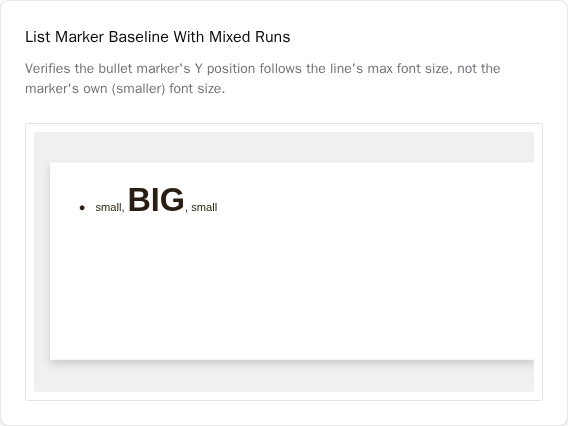 List Marker Baseline With Mixed Runs
Verifies the bullet marker's Y position follows the line's max font size, not the
marker's own (smaller) font size.
• small, BIG, small